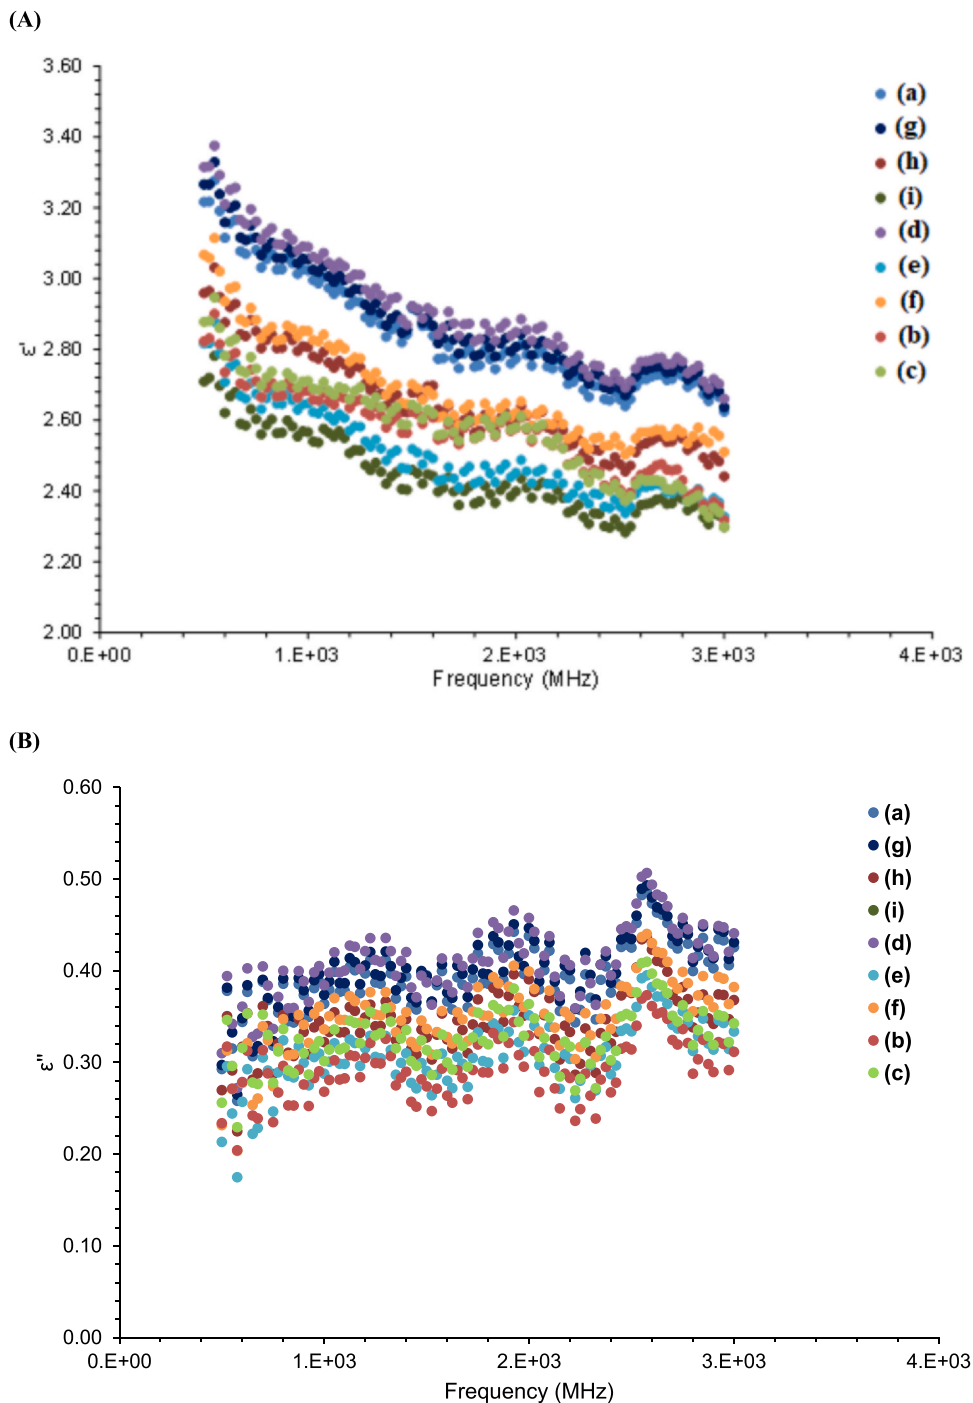 (A)
3.60
3.40
3.20
3.00
2.80
2.60
2.40
2.20
2.00
ε'
0.E+00
1.E+03
2.E+03
3.E+03
4.E+03
Frequency (MHz)
(a)
(g)
(h)
(i)
(d)
(e)
(f)
(b)
(c)
(B)
0.60
0.50
0.40
0.30
0.20
0.10
0.00
ε''
0.E+00
1.E+03
2.E+03
3.E+03
4.E+03
Frequency (MHz)
(a)
(g)
(h)
(i)
(d)
(e)
(f)
(b)
(c)